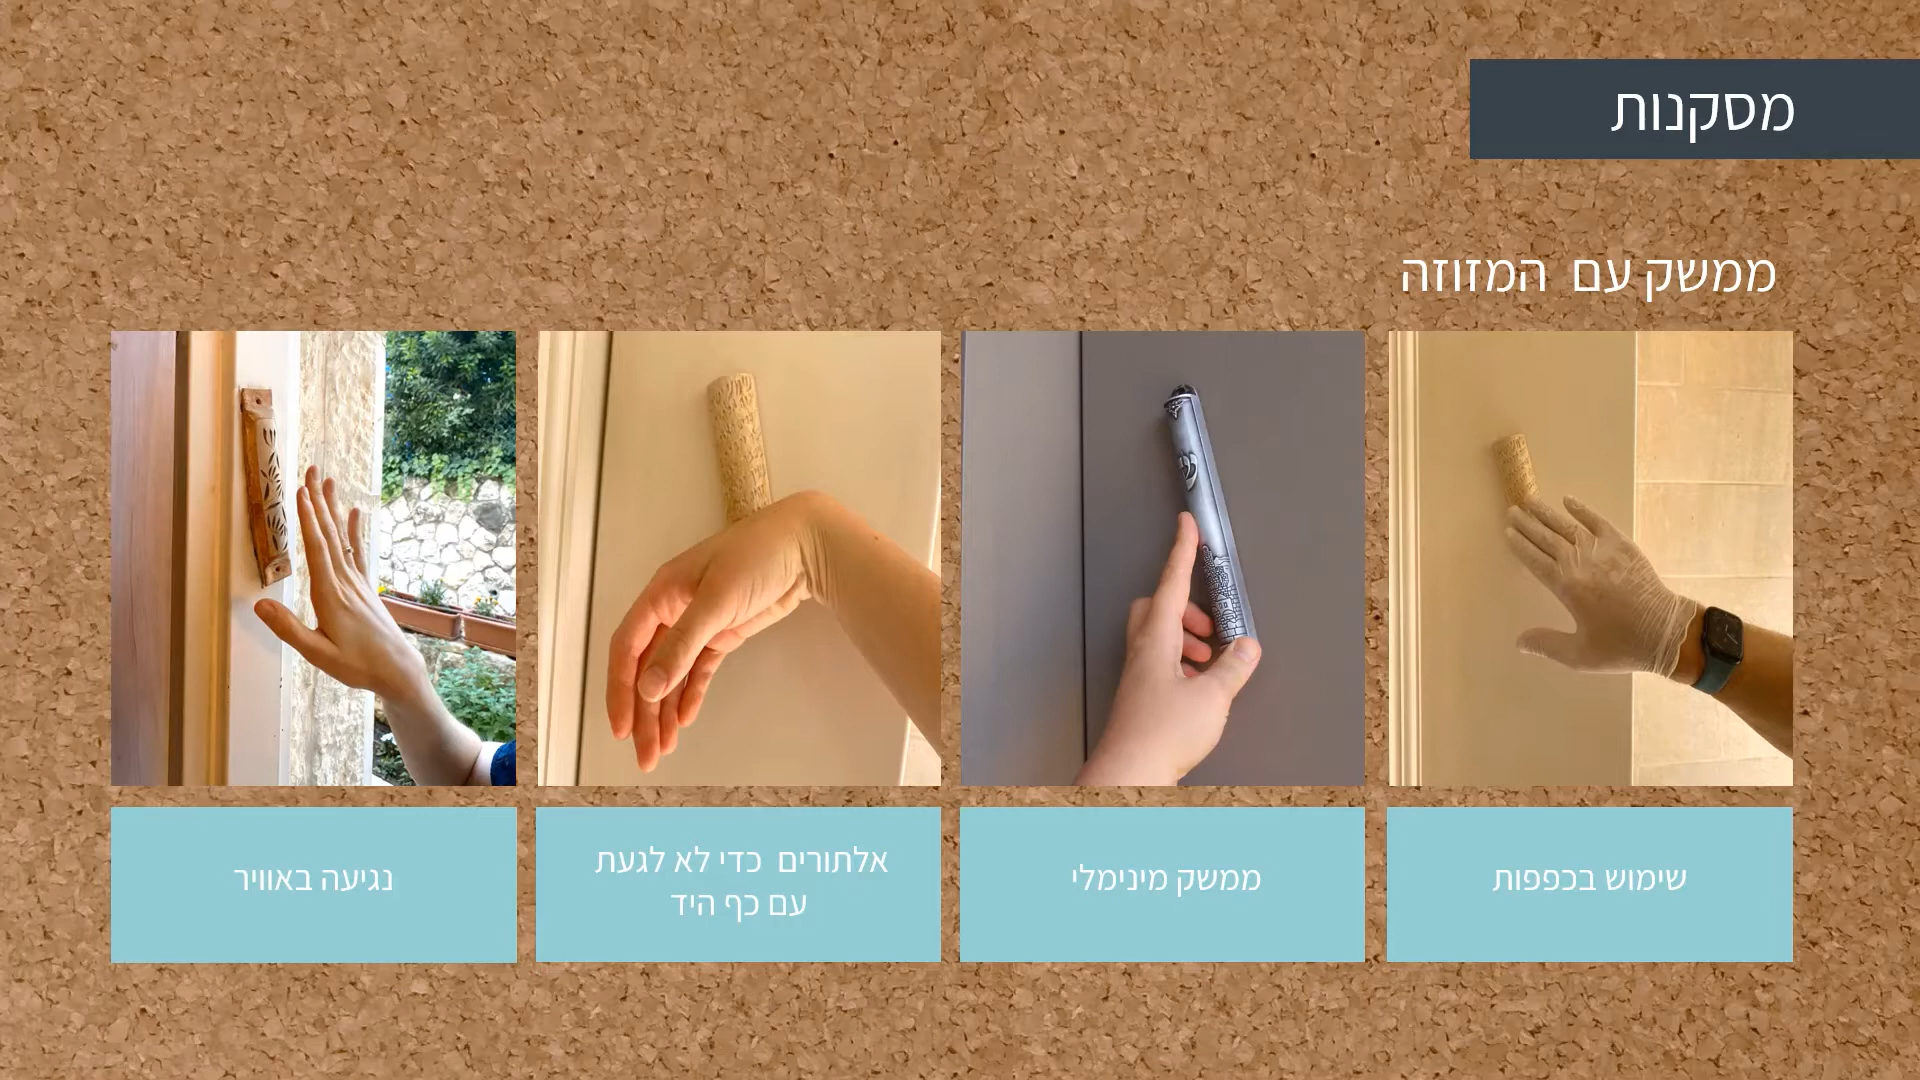 מסקנות
ממשק עם המזוזה
שימוש בכפפות
ממשק מינימלי
אלתורים כדי לא לגעת
עם כף היד
נגיעה באוויר
ש